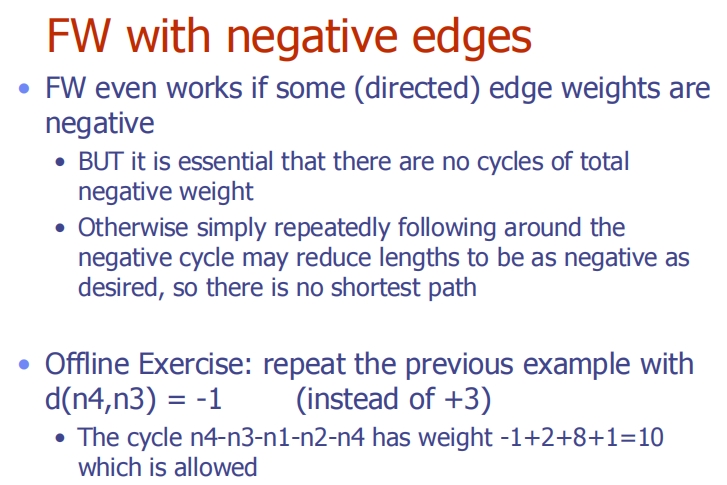 FW with negative edges
• FW even works if some (directed) edge weights are
negative
• BUT it is essential that there are no cycles of total
negative weight
• Otherwise simply repeatedly following around the
negative cycle may reduce lengths to be as negative as
desired, so there is no shortest path
• Offline Exercise: repeat the previous example with
d(n4,n3) = -1 (instead of +3)
• The cycle n4-n3-n1-n2-n4 has weight -1+2+8+1=10
which is allowed